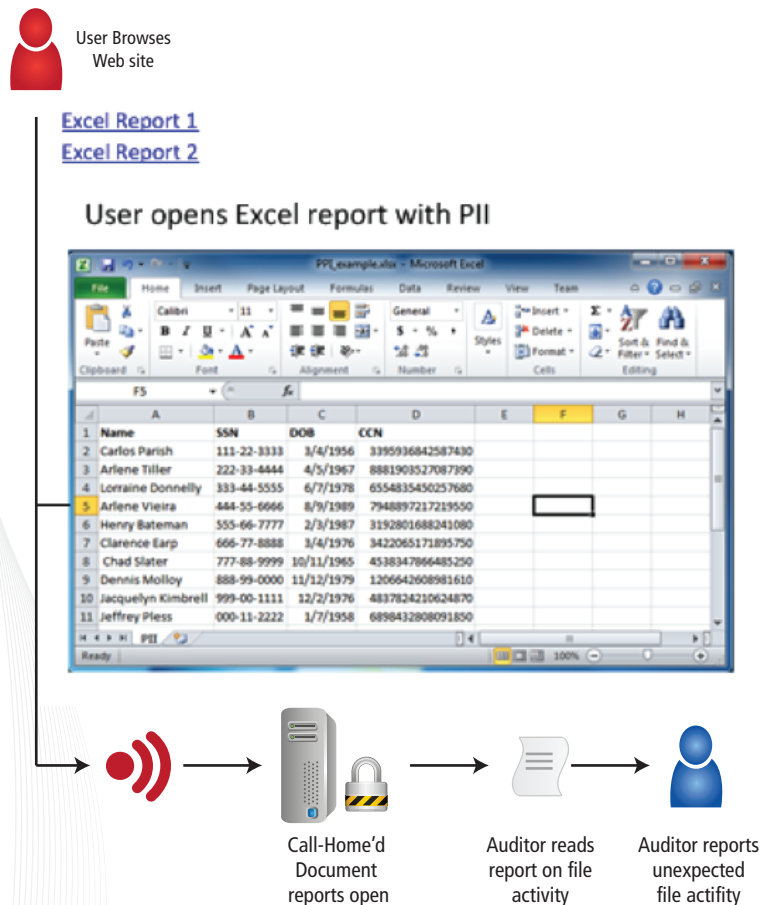 User Browses
Web site
Excel Report 1
Excel Report 2
User opens Excel report with PII
PPI_example.xlsx - Microsoft Excel
File Home Insert Page Layout Formulas Data Review View Team
Calibri 11 General Insert
Paste B I U A A $ % , Styles Delete Sort & Find &
A Format Filter Select
Clipboard Font Alignment Number Cells Editing
F5 fx
A B C D E F G H
1 Name SSN DOB CCN
2 Carlos Parish 111-22-3333 3/4/1956 3395936842587430
3 Arlene Tiller 222-33-4444 4/5/1967 8881903527087390
4 Lorraine Donnelly 333-44-5555 6/7/1978 6554835450257680
5 Arlene Vieira 444-55-6666 8/9/1989 7948897217219550
6 Henry Bateman 555-66-7777 2/3/1987 3192801688241080
7 Clarence Earp 666-77-8888 3/4/1976 3422065171895750
8 Chad Slater 777-88-9999 10/11/1965 4538347866485250
9 Dennis Molloy 888-99-0000 11/12/1979 1206642608981610
10 Jacquelyn Kimbrell 999-00-1111 12/2/1976 4837824210624870
11 Jeffrey Pless 000-11-2222 1/7/1958 6898432808091850
PII
Ready 100%
Call-Home’d
Document
reports open
Auditor reads
report on file
activity
Auditor reports
unexpected
file actifity